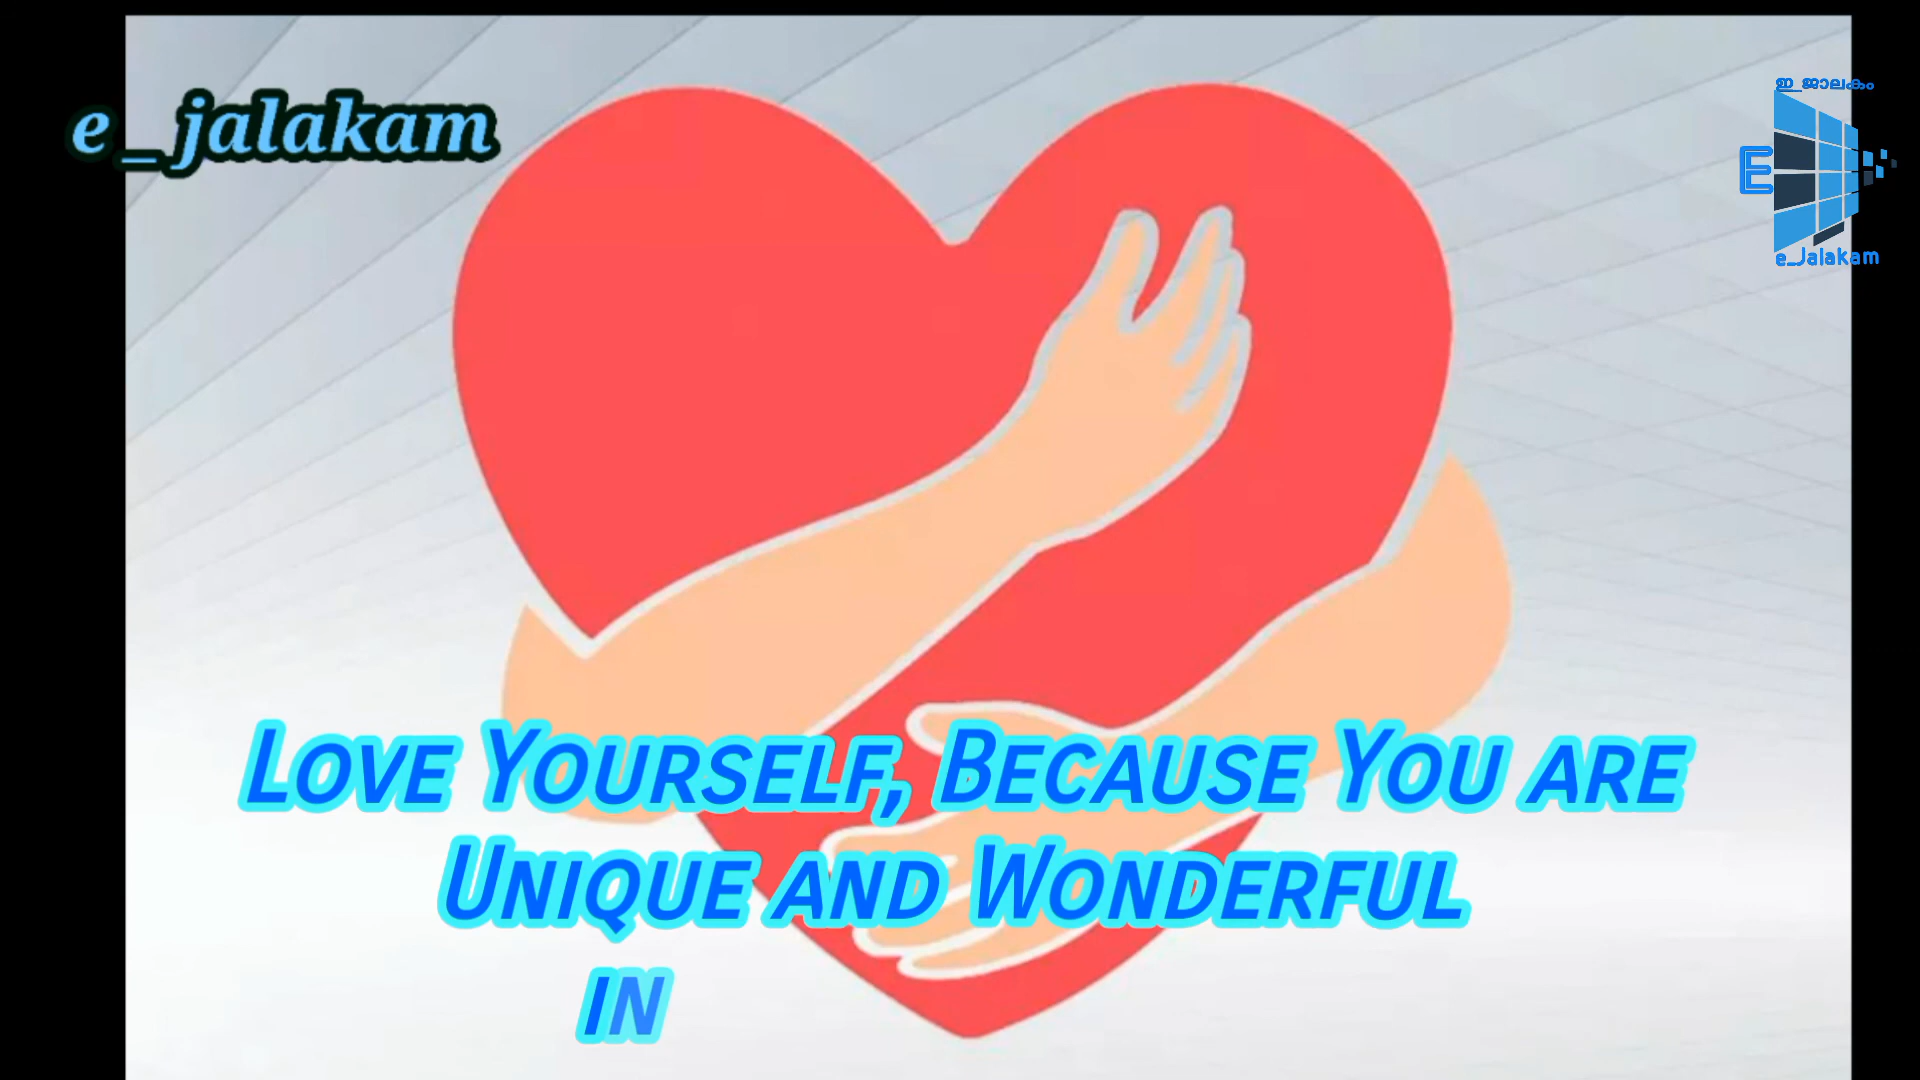 e_jalakam
ഇ_ജാലകം
E
e_Jalakam
Love Yourself, Because You are
Unique and Wonderful
in